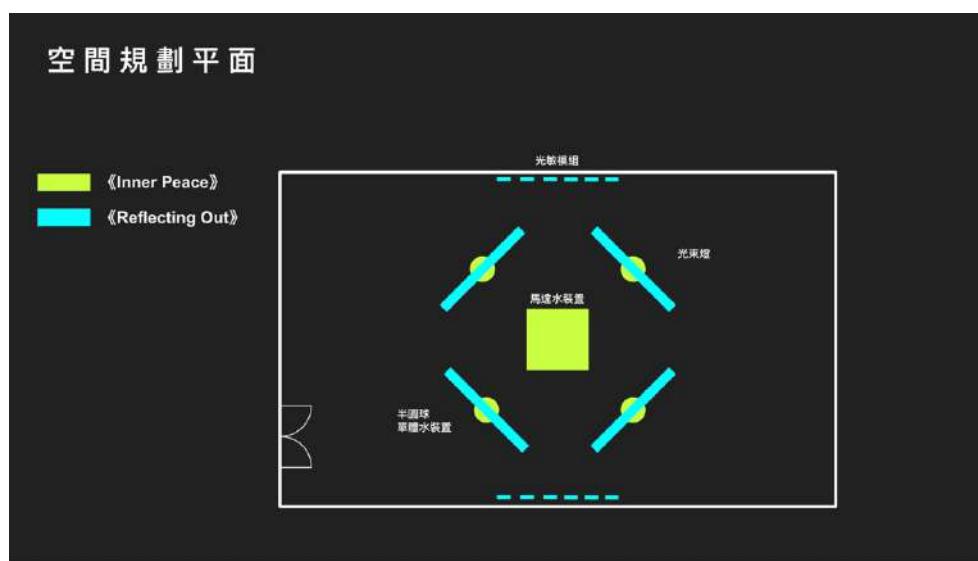 空間規劃平面
《Inner Peace》
《Reflecting Out》
光敏模組
光束燈
馬達水裝置
半圓球
單體水裝置